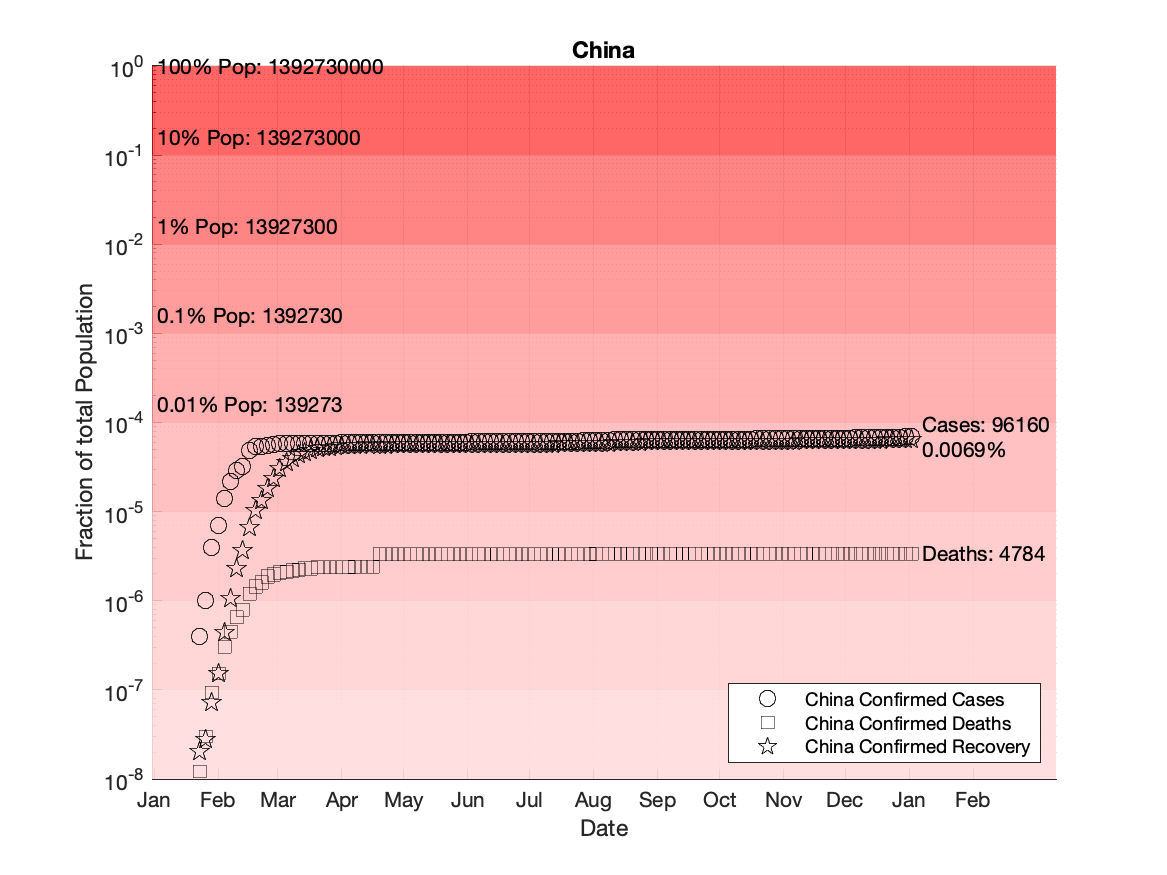 China
10^0
100% Pop: 1392730000
10% Pop: 139273000
10^-1
1% Pop: 13927300
10^-2
0.1% Pop: 1392730
10^-3
0.01% Pop: 139273
10^-4
Cases: 96160
0.0069%
10^-5
Deaths: 4784
10^-6
10^-7
10^-8
Fraction of total Population
China Confirmed Cases
China Confirmed Deaths
China Confirmed Recovery
Jan Feb Mar Apr May Jun Jul Aug Sep Oct Nov Dec Jan Feb
Date